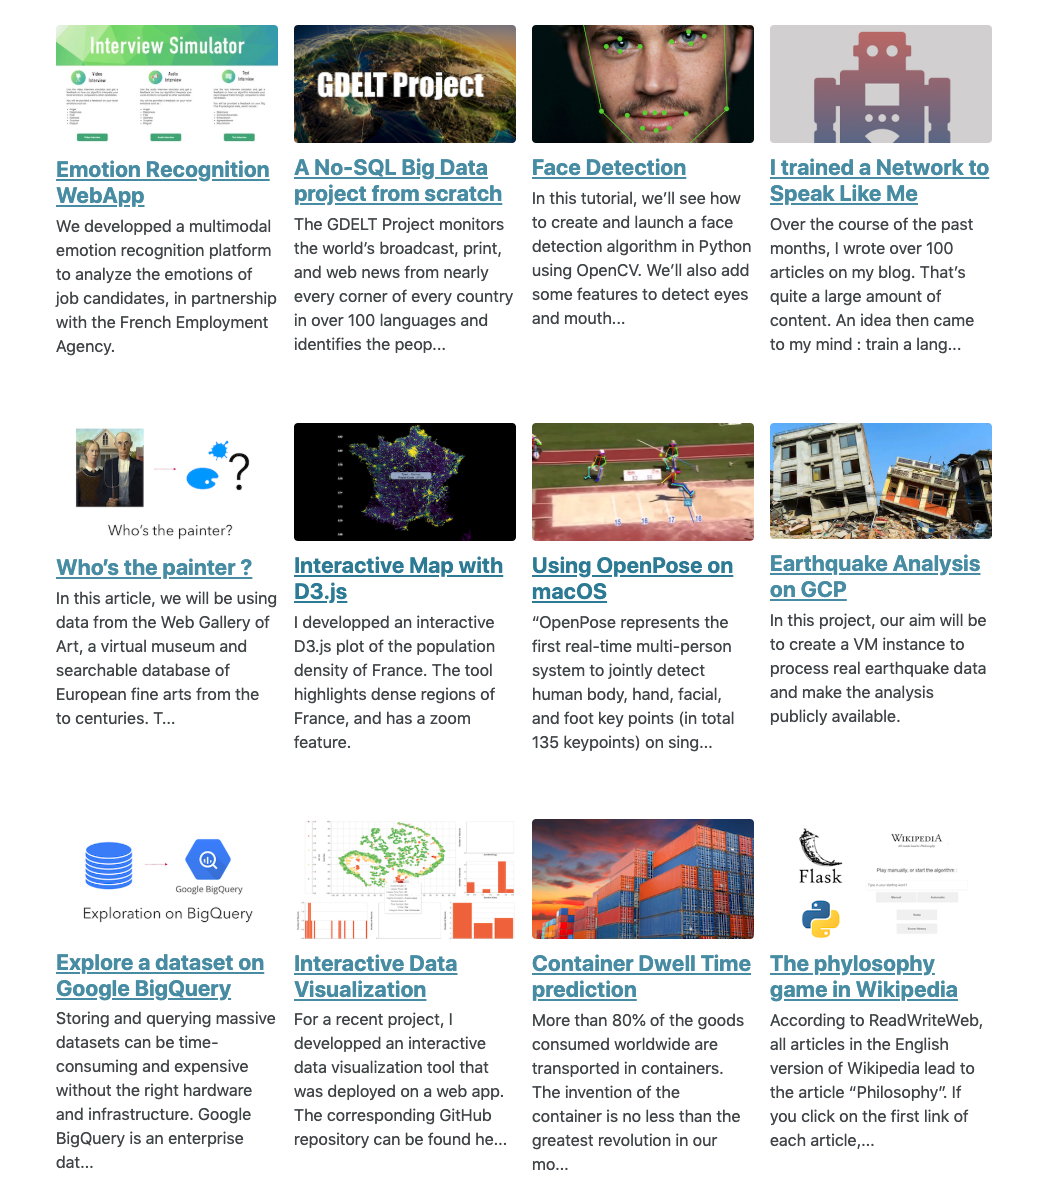 Interview Simulator
Video
Interview
Audio
Interview
Text
Interview
Emotion Recognition
WebApp
We developped a multimodal
emotion recognition platform
to analyze the emotions of
job candidates, in partnership
with the French Employment
Agency.
GDELT Project
A No-SQL Big Data
project from scratch
The GDELT Project monitors
the world’s broadcast, print,
and web news from nearly
every corner of every country
in over 100 languages and
identifies the peop...
Face Detection
In this tutorial, we’ll see how
to create and launch a face
detection algorithm in Python
using OpenCV. We’ll also add
some features to detect eyes
and mouth...
I trained a Network to
Speak Like Me
Over the course of the past
months, I wrote over 100
articles on my blog. That’s
quite a large amount of
content. An idea then came
to my mind : train a lang...
?
Who’s the painter?
Who’s the painter ?
In this article, we will be using
data from the Web Gallery of
Art, a virtual museum and
searchable database of
European fine arts from the
to centuries. T...
Interactive Map with
D3.js
I developped an interactive
D3.js plot of the population
density of France. The tool
highlights dense regions of
France, and has a zoom
feature.
15 16 17 18
Using OpenPose on
macOS
“OpenPose represents the
first real-time multi-person
system to jointly detect
human body, hand, facial,
and foot key points (in total
135 keypoints) on sing...
Earthquake Analysis
on GCP
In this project, our aim will be
to create a VM instance to
process real earthquake data
and make the analysis
publicly available.
Google BigQuery
Exploration on BigQuery
Explore a dataset on
Google BigQuery
Storing and querying massive
datasets can be time-
consuming and expensive
without the right hardware
and infrastructure. Google
BigQuery is an enterprise
dat...
Interactive Data
Visualization
For a recent project, I
developped an interactive
data visualization tool that
was deployed on a web app.
The corresponding GitHub
repository can be found he...
Container Dwell Time
prediction
More than 80% of the goods
consumed worldwide are
transported in containers.
The invention of the
container is no less than the
greatest revolution in our
mo...
Flask
WIKIPEDIA
Play manually, or start the algorithm :
The phylosophy
game in Wikipedia
According to ReadWriteWeb,
all articles in the English
version of Wikipedia lead to
the article “Philosophy”. If
you click on the first link of
each article,...